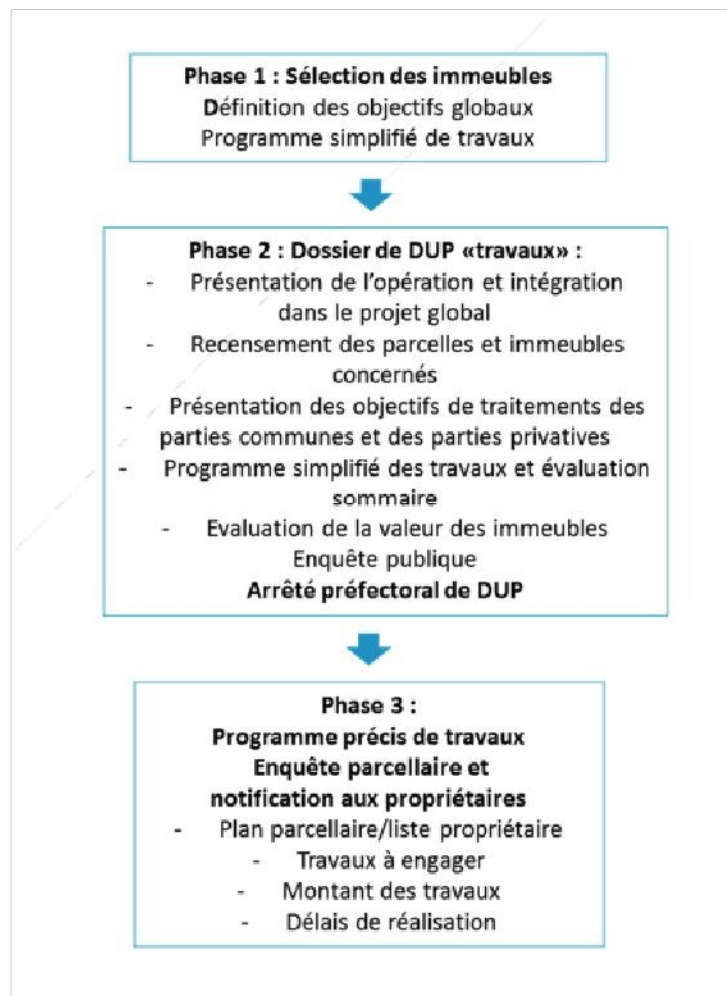 Phase 1 : Sélection des immeubles
Définition des objectifs globaux
Programme simplifié de travaux
Phase 2 : Dossier de DUP «travaux» :
- Présentation de l'opération et intégration
dans le projet global
- Recensement des parcelles et immeubles
concernés
- Présentation des objectifs de traitements des
parties communes et des parties privatives
- Programme simplifié des travaux et évaluation
sommaire
- Evaluation de la valeur des immeubles
Enquête publique
Arrêté préfectoral de DUP
Phase 3 :
Programme précis de travaux
Enquête parcellaire et
notification aux propriétaires
- Plan parcellaire/liste propriétaire
- Travaux à engager
- Montant des travaux
- Délais de réalisation